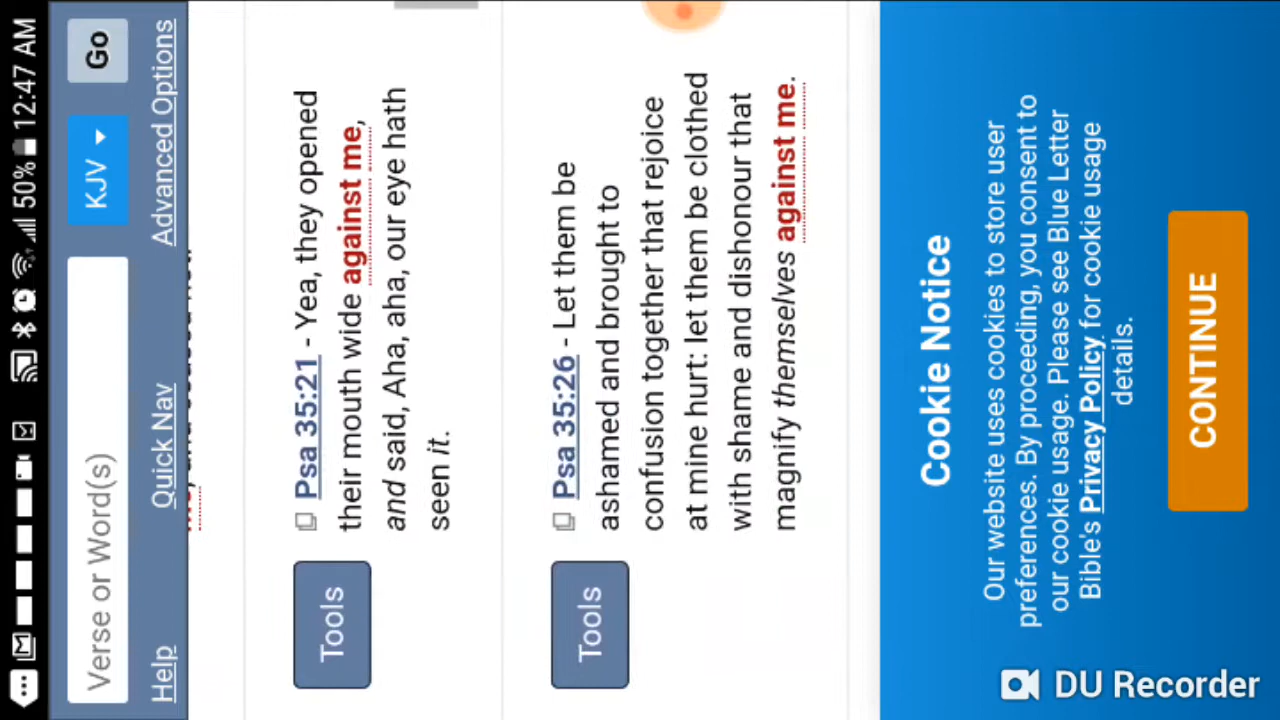 50% 12:47 AM
Verse or Word(s)
KJV
Go
Help
Quick Nav
Advanced Options
Tools
Psa 35:21 - Yea, they opened
their mouth wide against me,
and said, Aha, aha, our eye hath
seen it.
Tools
Psa 35:26 - Let them be
ashamed and brought to
confusion together that rejoice
at mine hurt: let them be clothed
with shame and dishonour that
magnify themselves against me.
Cookie Notice
Our website uses cookies to store user
preferences. By proceeding, you consent to
our cookie usage. Please see Blue Letter
Bible's Privacy Policy for cookie usage
details.
CONTINUE
DU Recorder